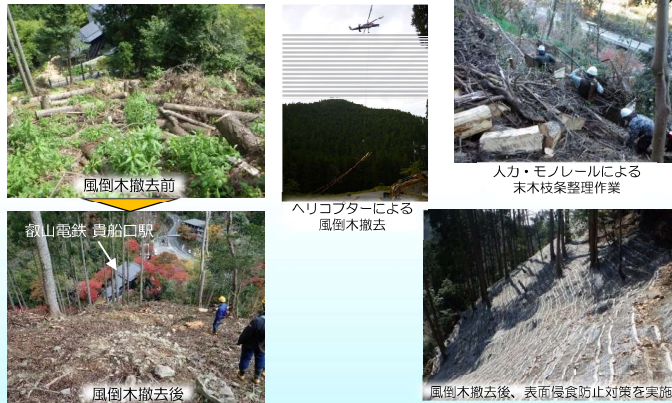 風倒木撤去前
ヘリコプターによる
風倒木撤去
人力・モノレールによる
末木枝条整理作業
叡山電鉄 貴船口駅
風倒木撤去後
風倒木撤去後、表面侵食防止対策を実施